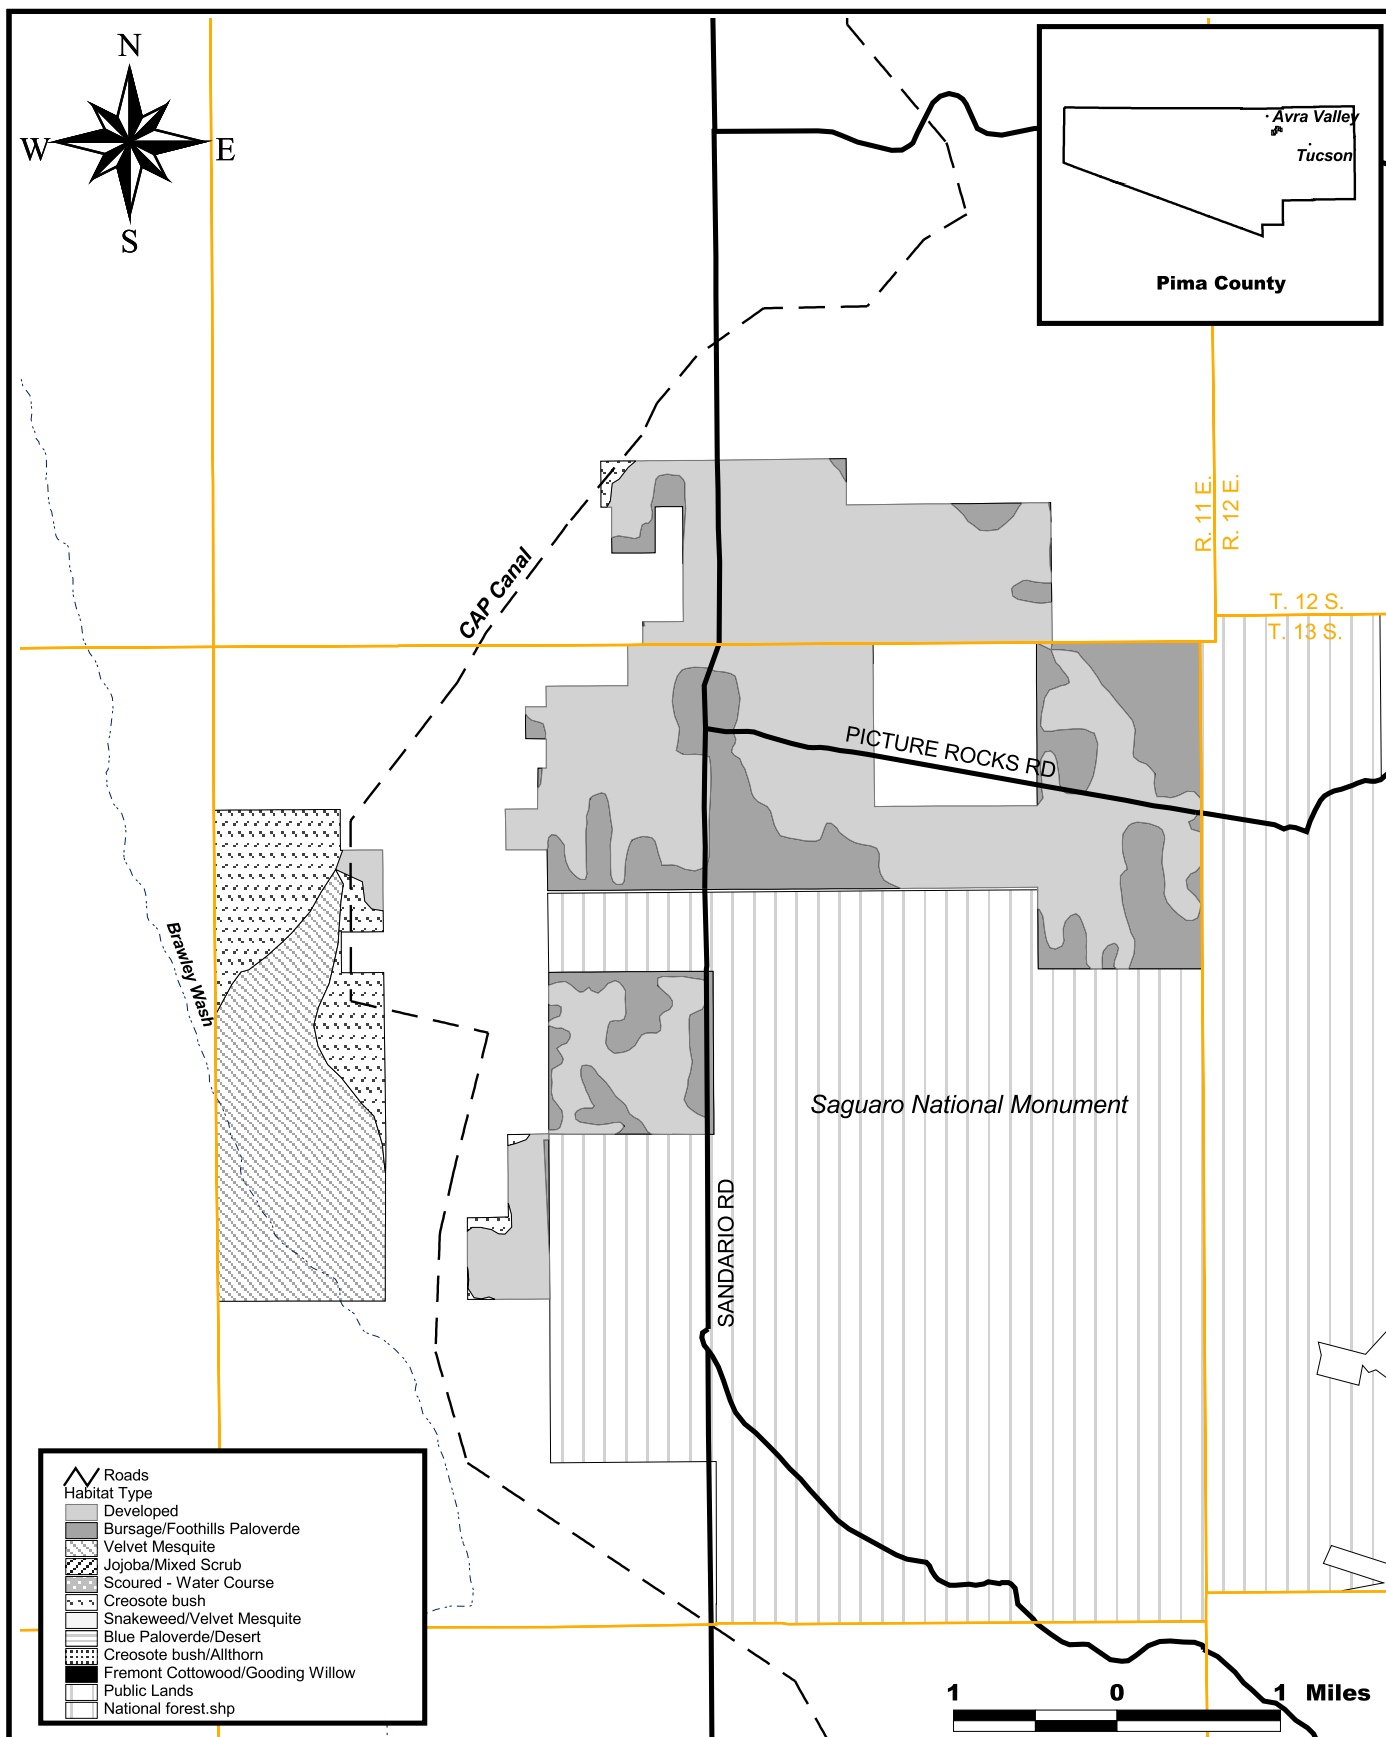 N
W
E
S
Avra Valley
Tucson
Pima County
R. 11 E.
R. 12 E.
T. 12 S.
T. 13 S.
CAP Canal
PICTURE ROCKS RD
Brawley Wash
Saguaro National Monument
SANDARIO RD
Roads
Habitat Type
Developed
Bursage/Foothills Paloverde
Velvet Mesquite
Jojoba/Mixed Scrub
Scoured - Water Course
Creosote bush
Snakeweed/Velvet Mesquite
Blue Paloverde/Desert
Creosote bush/Allthorn
Fremont Cottowood/Gooding Willow
Public Lands
National forest.shp
1 0 1 Miles